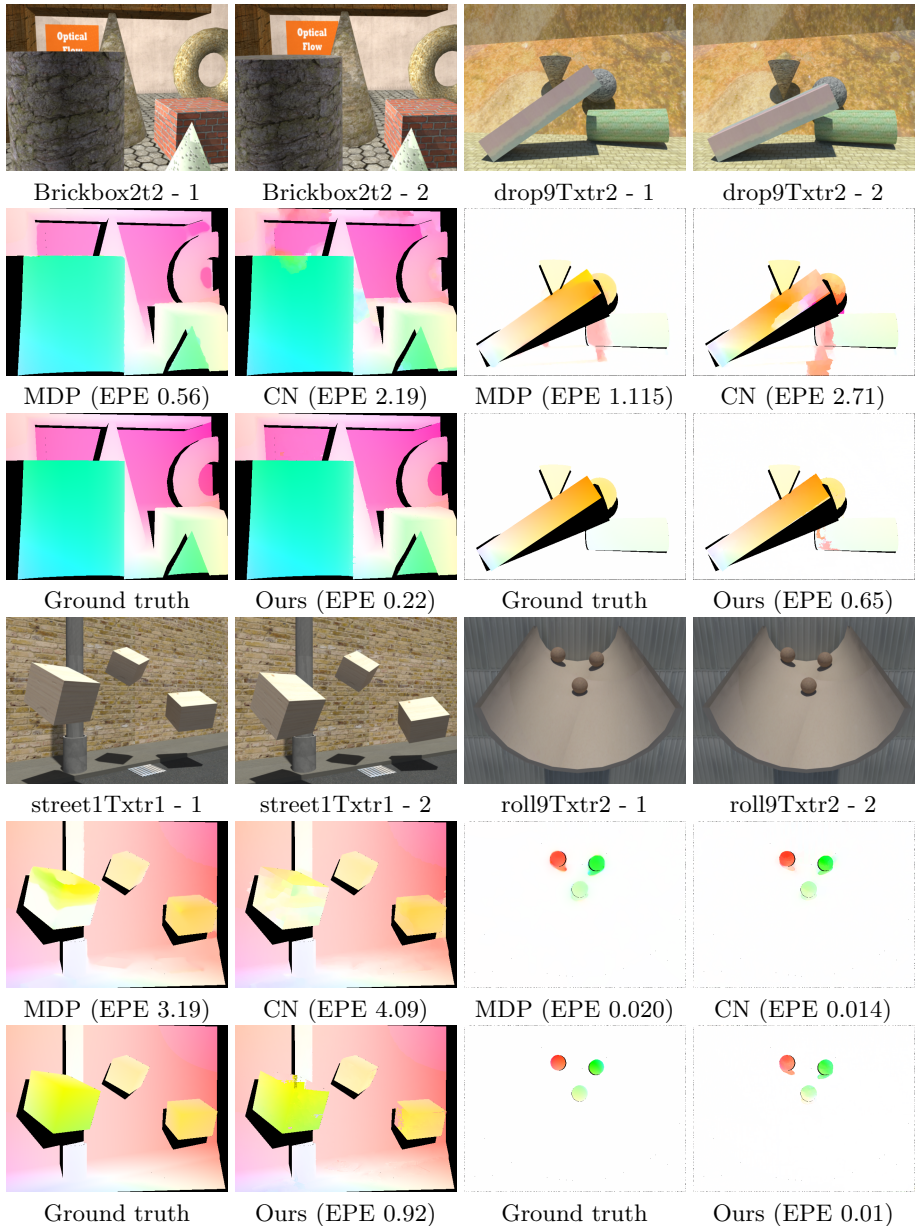 Optical
Flow
Optical
Flow
Brickbox2t2 - 1
Brickbox2t2 - 2
drop9Txtr2 - 1
drop9Txtr2 - 2
MDP (EPE 0.56)
CN (EPE 2.19)
MDP (EPE 1.115)
CN (EPE 2.71)
Ground truth
Ours (EPE 0.22)
Ground truth
Ours (EPE 0.65)
street1Txtr1 - 1
street1Txtr1 - 2
roll9Txtr2 - 1
roll9Txtr2 - 2
MDP (EPE 3.19)
CN (EPE 4.09)
MDP (EPE 0.020)
CN (EPE 0.014)
Ground truth
Ours (EPE 0.92)
Ground truth
Ours (EPE 0.01)